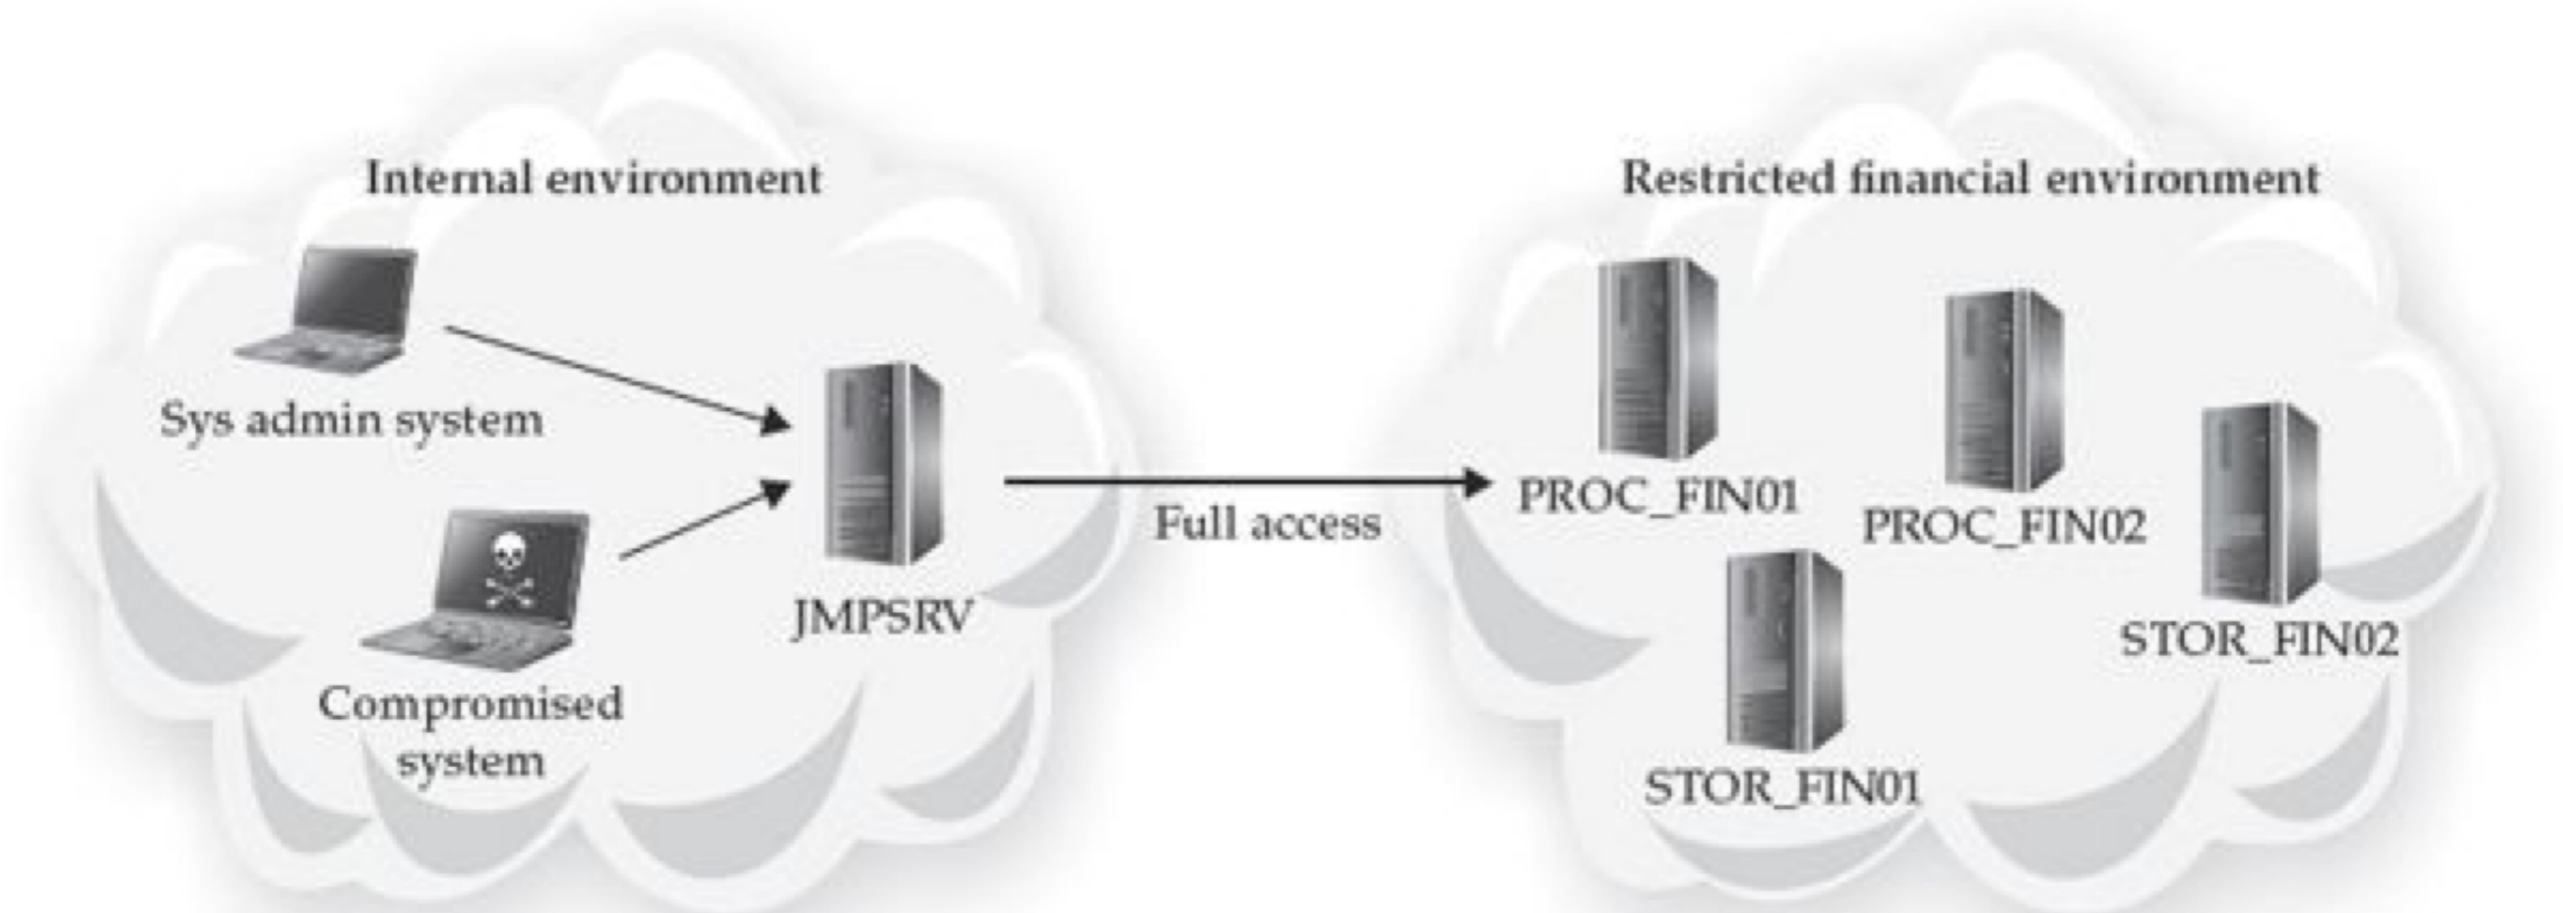 Internal environment
Restricted financial environment
Sys admin system
Compromised
system
JMPSRV
Full access
PROC_FIN01
PROC_FIN02
STOR_FIN02
STOR_FIN01